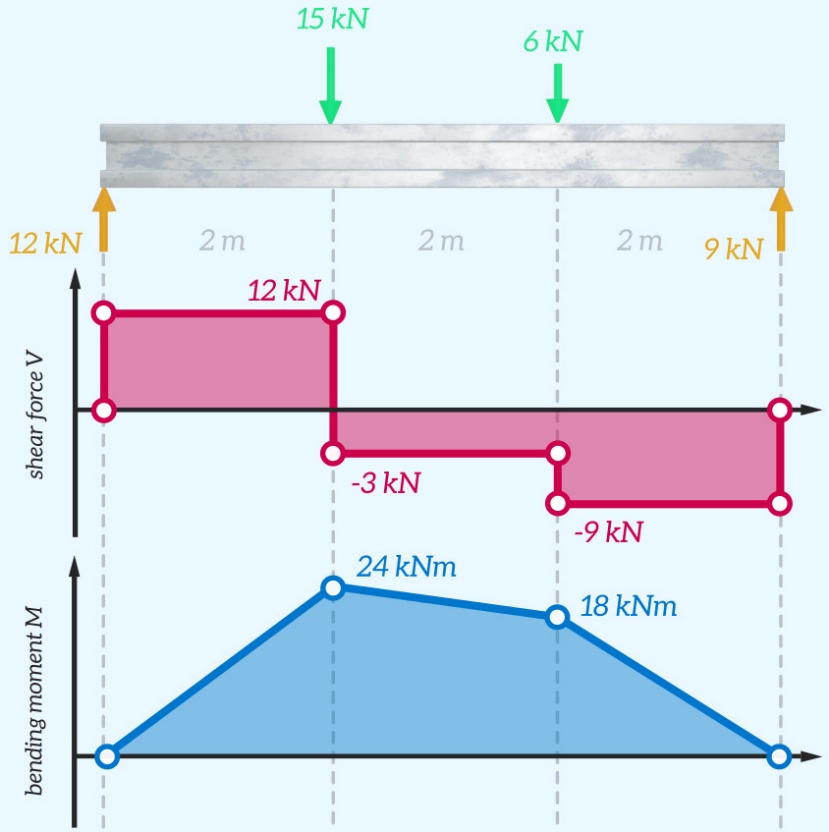 15 kN
6 kN
12 kN
2 m
2 m
2 m
9 kN
shear force V
12 kN
-3 kN
-9 kN
bending moment M
24 kNm
18 kNm